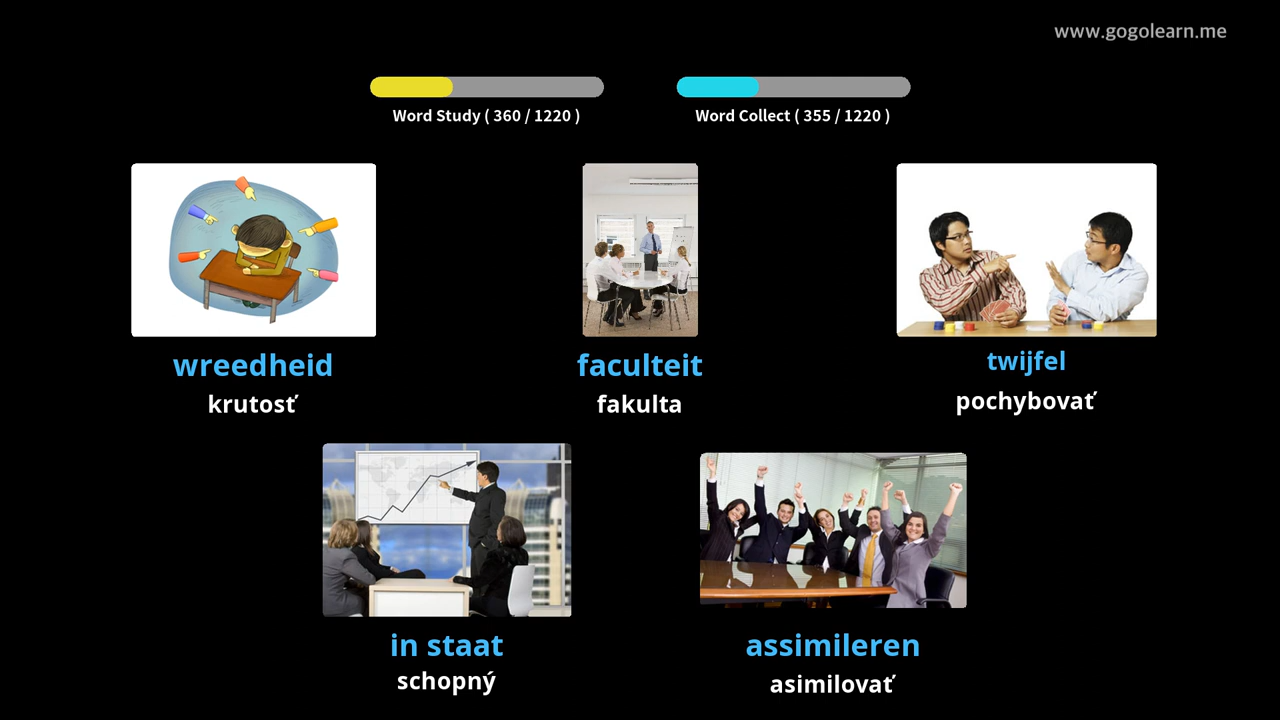 www.gogolearn.me
Word Study ( 360 / 1220 )
Word Collect ( 355 / 1220 )
wreedheid
krutosť
faculteit
fakulta
twijfel
pochybovať
in staat
schopný
assimileren
asimilovať